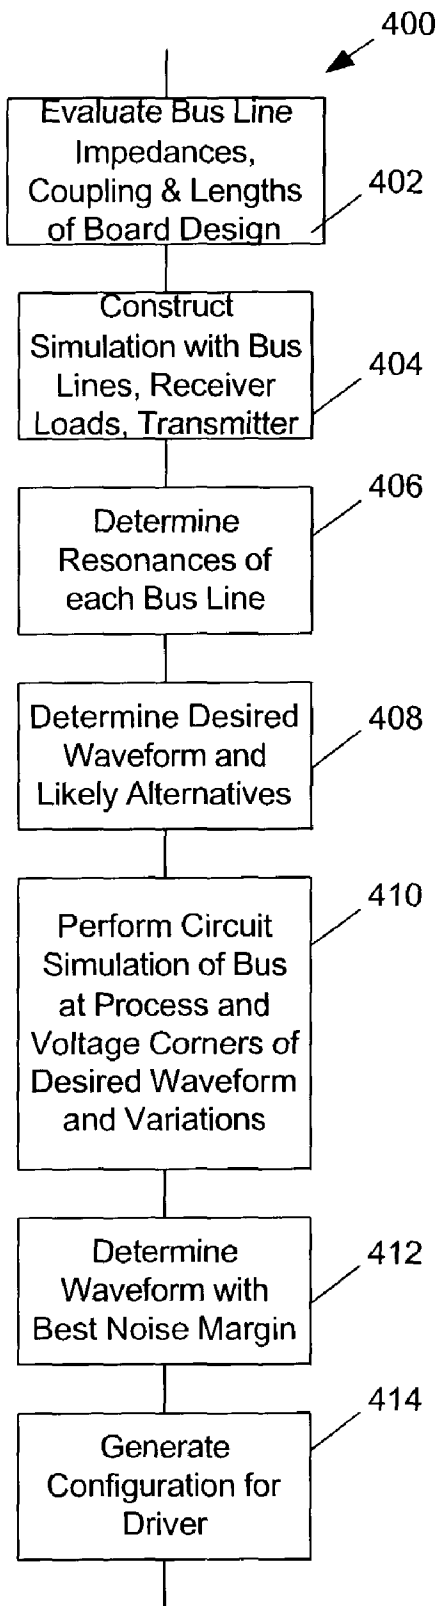 400
Evaluate Bus Line
Impedances,
Coupling & Lengths
of Board Design
402
Construct
Simulation with Bus
Lines, Receiver
Loads, Transmitter
404
406
Determine
Resonances of
each Bus Line
Determine Desired
Waveform and
Likely Alternatives
408
410
Perform Circuit
Simulation of Bus
at Process and
Voltage Corners of
Desired Waveform
and Variations
Determine
Waveform with
Best Noise Margin
412
414
Generate
Configuration for
Driver